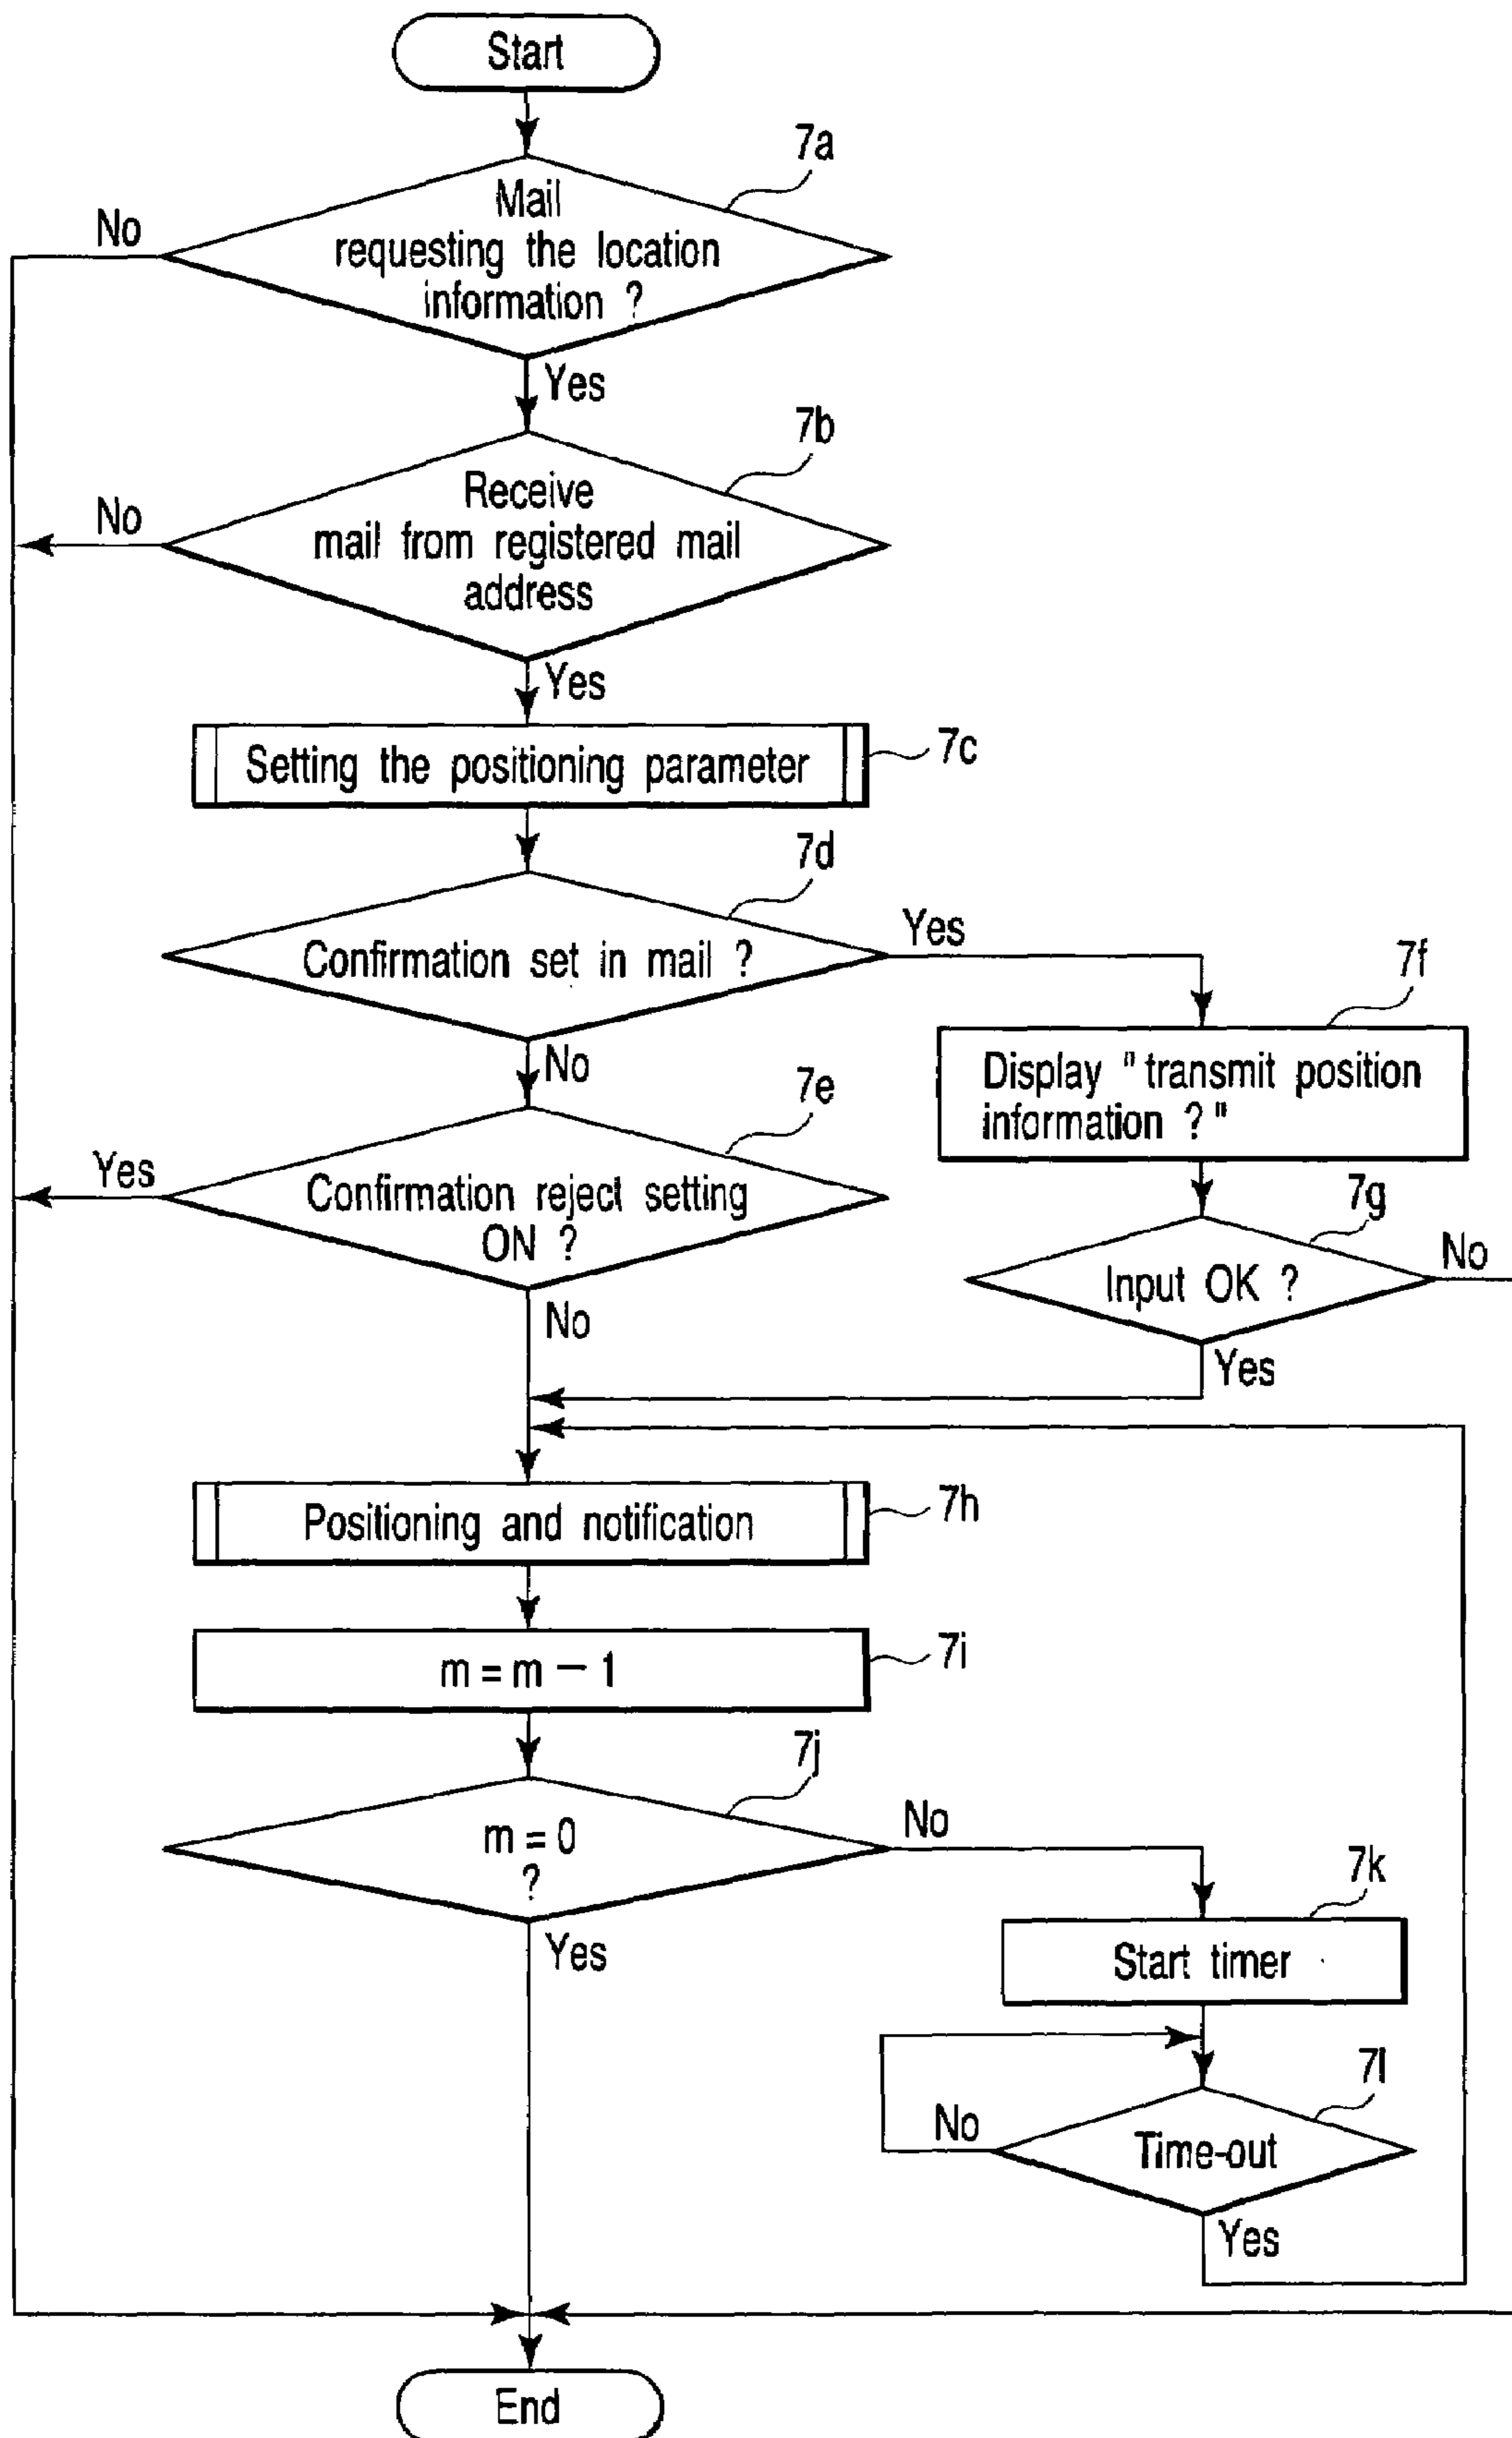 Start
7a
Mail
requesting the location
information ?
No
Yes
7b
Receive
mail from registered mail
address
No
Yes
Setting the positioning parameter
7c
7d
Confirmation set in mail ?
Yes
No
7f
Display "transmit position
information ?"
7e
Confirmation reject setting
ON ?
Yes
No
7g
Input OK ?
No
Yes
Positioning and notification
7h
m = m − 1
7i
7j
m = 0
?
No
Yes
7k
Start timer
7l
Time-out
No
Yes
End